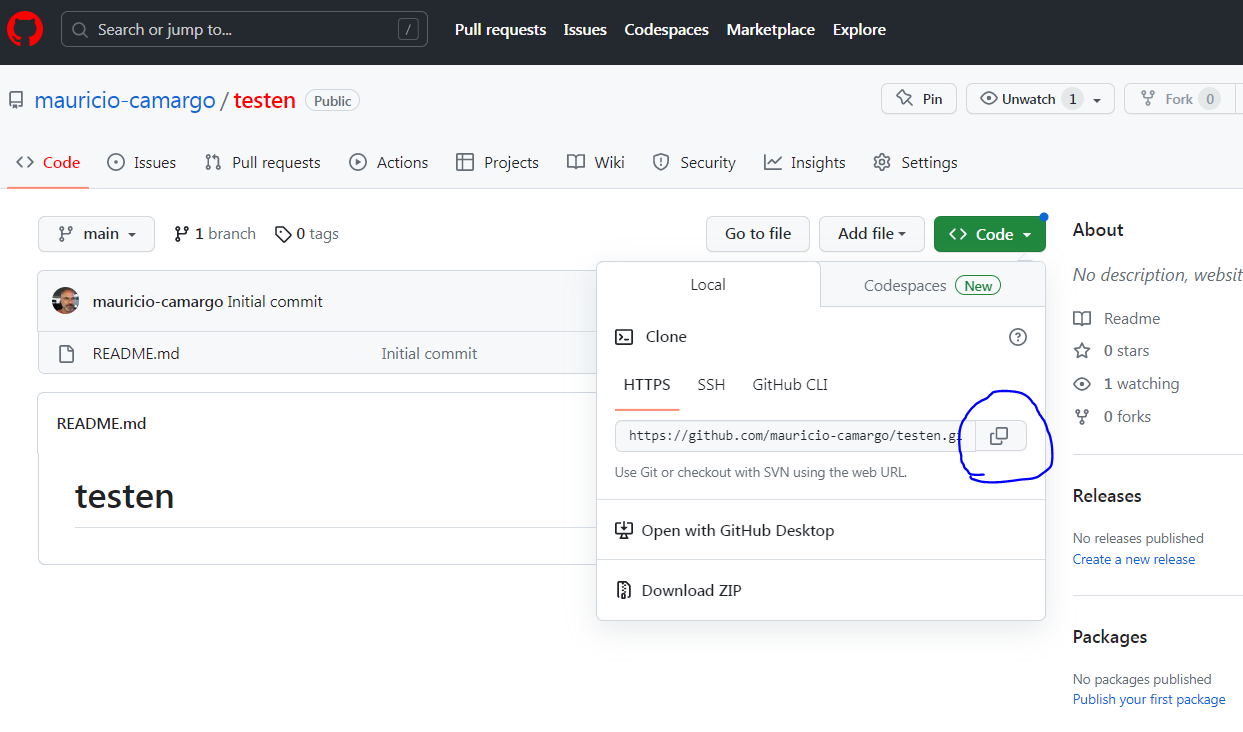 Search or jump to... / Pull requests Issues Codespaces Marketplace Explore
mauricio-camargo / testen Public Pin Unwatch 1 Fork 0
Code Issues Pull requests Actions Projects Wiki Security Insights Settings
main 1 branch 0 tags Go to file Add file Code
mauricio-camargo Initial commit
README.md Initial commit
README.md
testen
Local Codespaces New
Clone
HTTPS SSH GitHub CLI
https://github.com/mauricio-camargo/testen.gi
Use Git or checkout with SVN using the web URL.
Open with GitHub Desktop
Download ZIP
About
No description, websit
Readme
0 stars
1 watching
0 forks
Releases
No releases published
Create a new release
Packages
No packages published
Publish your first package